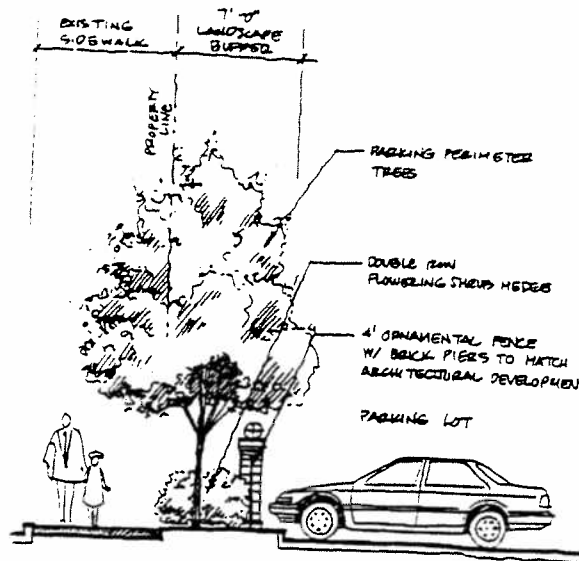 EXISTING
SIDEWALK
7'-0"
LANDSCAPE
BUFFER
PROPERTY
LINE
PARKING PERIMETER
TREES
DOUBLE ROW
FLOWERING SHRUB HEDGES
4' ORNAMENTAL FENCE
W/ BRICK PIERS TO MATCH
ARCHITECTURAL DEVELOPMEN
PARKING LOT